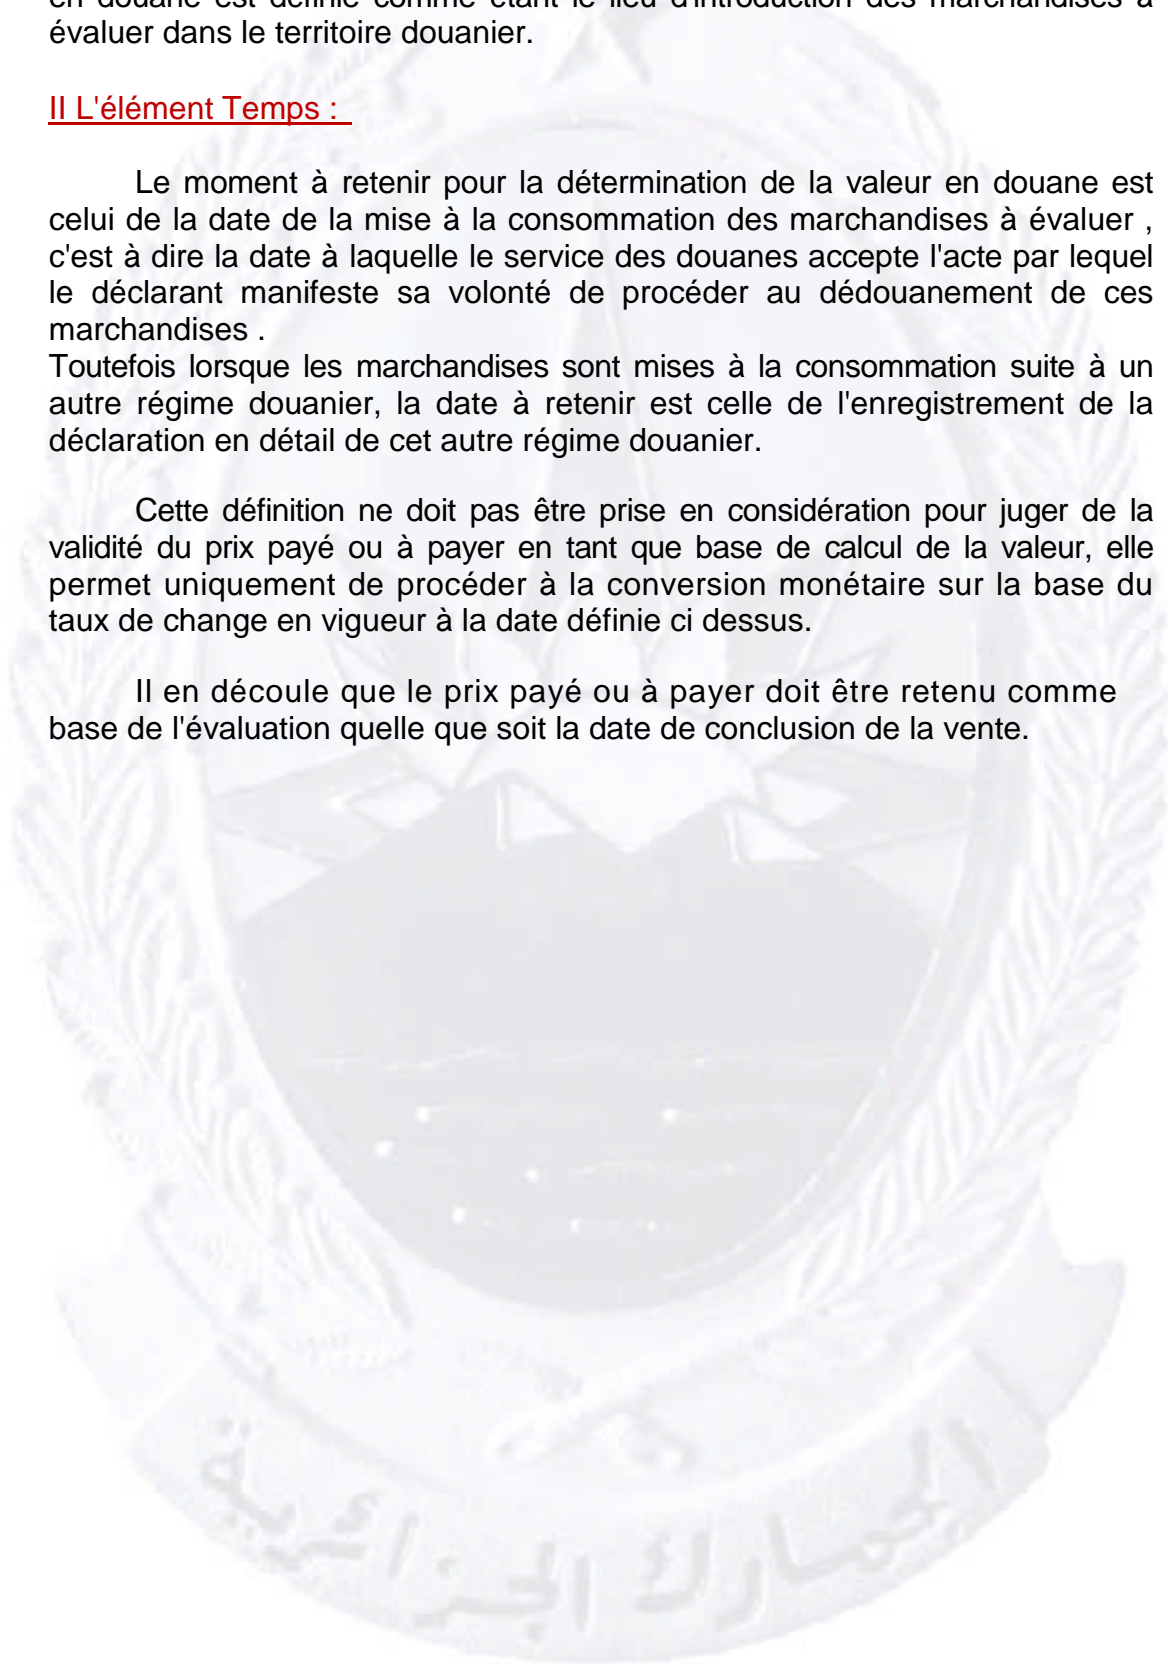 en douane est définie comme étant le lieu d'introduction des marchandises à
évaluer dans le territoire douanier.
II L'élément Temps :
Le moment à retenir pour la détermination de la valeur en douane est
celui de la date de la mise à la consommation des marchandises à évaluer ,
c'est à dire la date à laquelle le service des douanes accepte l'acte par lequel
le déclarant manifeste sa volonté de procéder au dédouanement de ces
marchandises .
Toutefois lorsque les marchandises sont mises à la consommation suite à un
autre régime douanier, la date à retenir est celle de l'enregistrement de la
déclaration en détail de cet autre régime douanier.
Cette définition ne doit pas être prise en considération pour juger de la
validité du prix payé ou à payer en tant que base de calcul de la valeur, elle
permet uniquement de procéder à la conversion monétaire sur la base du
taux de change en vigueur à la date définie ci dessus.
Il en découle que le prix payé ou à payer doit être retenu comme
base de l'évaluation quelle que soit la date de conclusion de la vente.
الجمارك الجزائرية